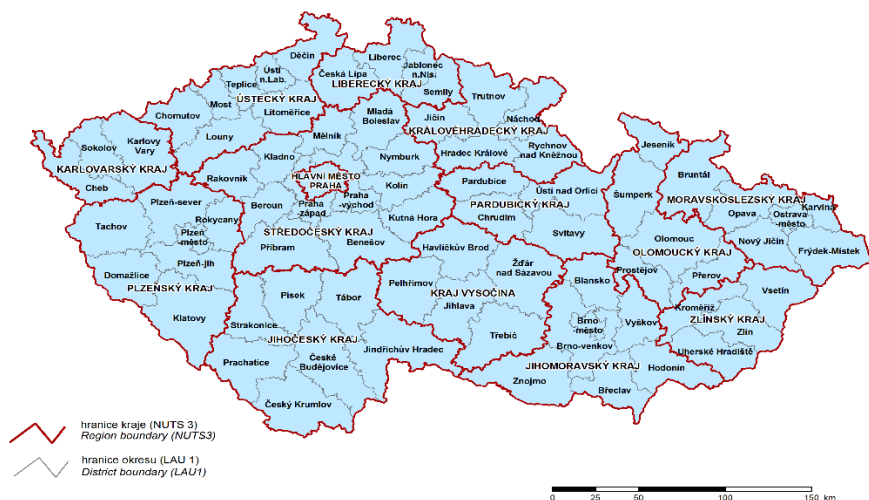 Děčín
Liberec
Ústí
n.Lab.
Česká Lípa
Jablonec
n.Nis.
Teplice
LIBERECKÝ KRAJ
ÚSTECKÝ KRAJ
Semily
Trutnov
Most
Litoměřice
Chomutov
Mladá
Boleslav
Jičín
Náchod
KRÁLOVÉHRADECKÝ KRAJ
Louny
Mělník
Sokolov
Karlovy
Vary
Jeseník
Kladno
Nymburk
Hradec Králové
Rychnov
nad Kněžnou
KARLOVARSKÝ KRAJ
HLAVNÍ MĚSTO
PRAHA
Rakovník
Bruntál
Cheb
Kolín
Pardubice
Ústí nad Orlicí
Šumperk
MORAVSKOSLEZSKÝ KRAJ
Plzeň-sever
Beroun
Praha-
západ
Praha
-východ
PARDUBICKÝ KRAJ
Karviná
Opava
Ostrava-
město
Rokycany
Kutná Hora
Chrudim
Tachov
Plzeň-
město
STŘEDOČESKÝ KRAJ
Svitavy
Olomouc
Nový Jičín
Příbram
Benešov
Havlíčkův Brod
OLOMOUCKÝ KRAJ
Frýdek-Místek
Plzeň-jih
Žďár
nad Sázavou
Prostějov
Přerov
Domažlice
Pelhřimov
Blansko
Vsetín
PLZEŇSKÝ KRAJ
Písek
Tábor
KRAJ VYSOČINA
Jihlava
Kroměříž
Klatovy
ZLÍNSKÝ KRAJ
Strakonice
Brno-
město
Vyškov
Zlín
JIHOČESKÝ KRAJ
Třebíč
Brno-venkov
Uherské Hradiště
Prachatice
České
Budějovice
Jindřichův Hradec
JIHOMORAVSKÝ KRAJ
Hodonín
Znojmo
Břeclav
Český Krumlov
hranice kraje (NUTS 3)
Region boundary (NUTS3)
hranice okresu (LAU 1)
District boundary (LAU1)
0 25 50 100 150 km